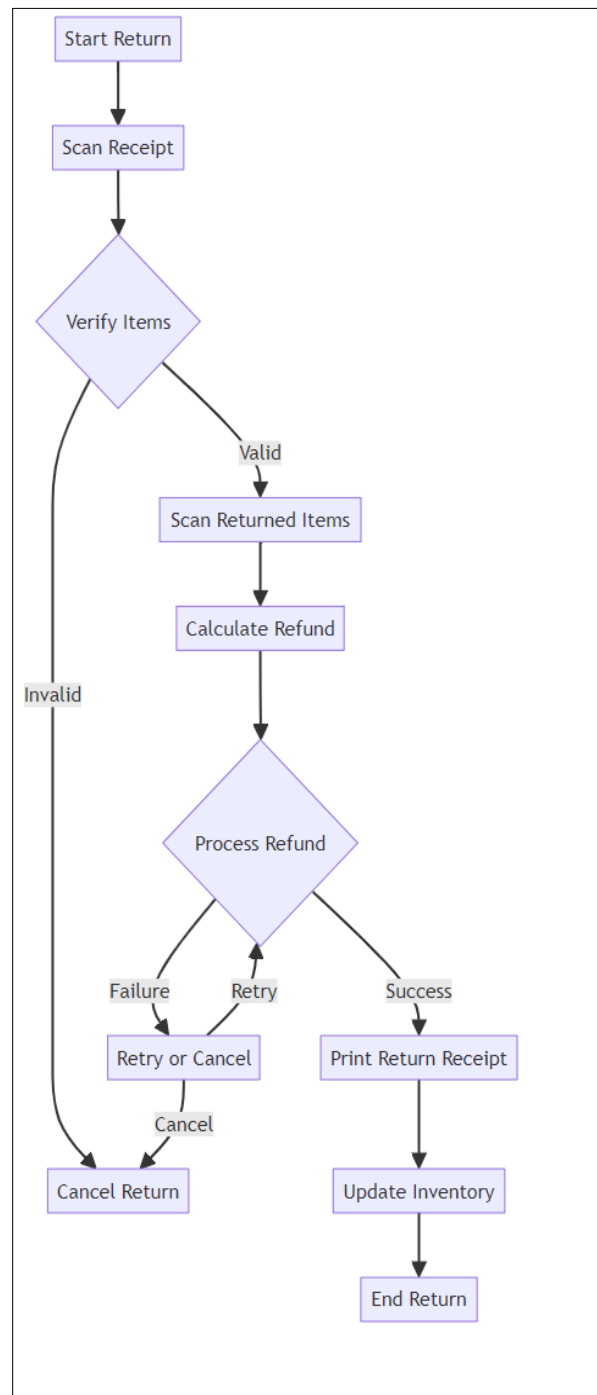 Start Return
Scan Receipt
Verify Items
Valid
Scan Returned Items
Calculate Refund
Invalid
Process Refund
Failure
Retry
Success
Retry or Cancel
Print Return Receipt
Cancel
Cancel Return
Update Inventory
End Return